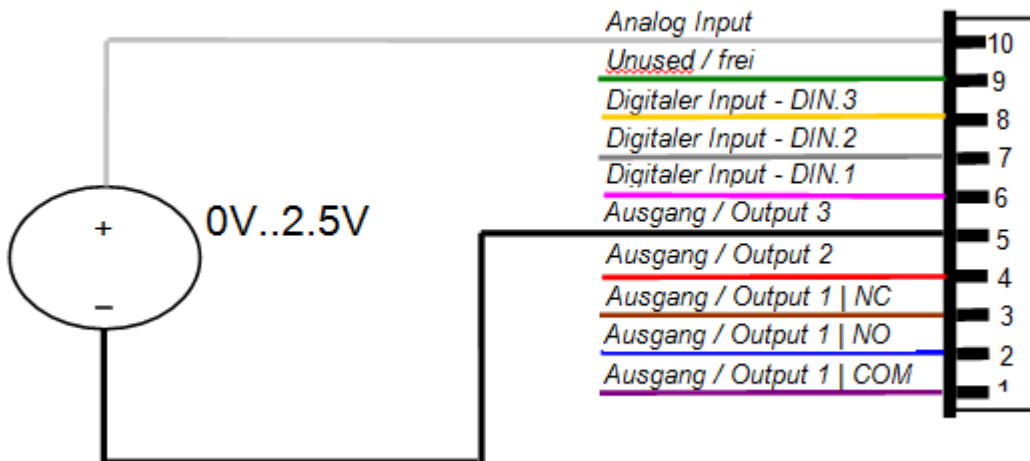 Analog Input
10
Unused / frei
9
Digitaler Input - DIN.3
8
Digitaler Input - DIN.2
7
Digitaler Input - DIN.1
6
+
0V..2.5V
Ausgang / Output 3
5
Ausgang / Output 2
4
–
Ausgang / Output 1 | NC
3
Ausgang / Output 1 | NO
2
Ausgang / Output 1 | COM
1